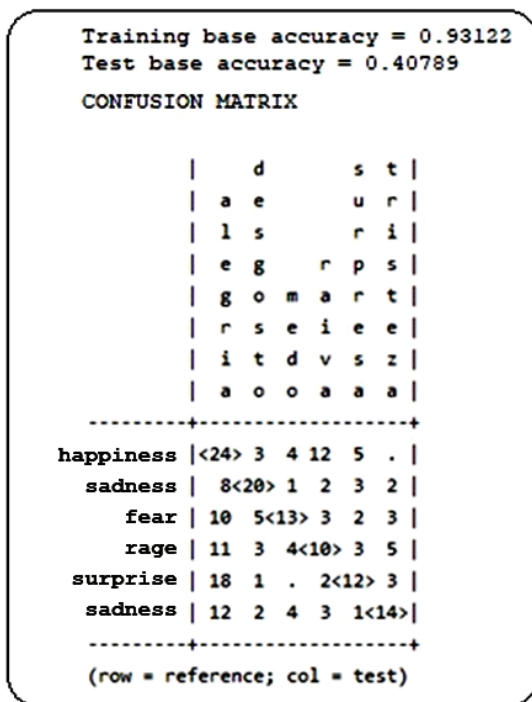 Training base accuracy = 0.93122
Test base accuracy = 0.40789
CONFUSION MATRIX
|     d       s t |
|   a e       u r |
|   l s       r i |
|   e g     r p s |
|   g o m a r t |
|   r s e i e e |
|   i t d v s z |
|   a o o a a a |
---------+-------------------+
happiness |<24> 3 4 12 5 . |
sadness | 8<20> 1 2 3 2 |
fear | 10 5<13> 3 2 3 |
rage | 11 3 4<10> 3 5 |
surprise | 18 1 . 2<12> 3 |
sadness | 12 2 4 3 1<14>|
---------+-------------------+
(row = reference; col = test)